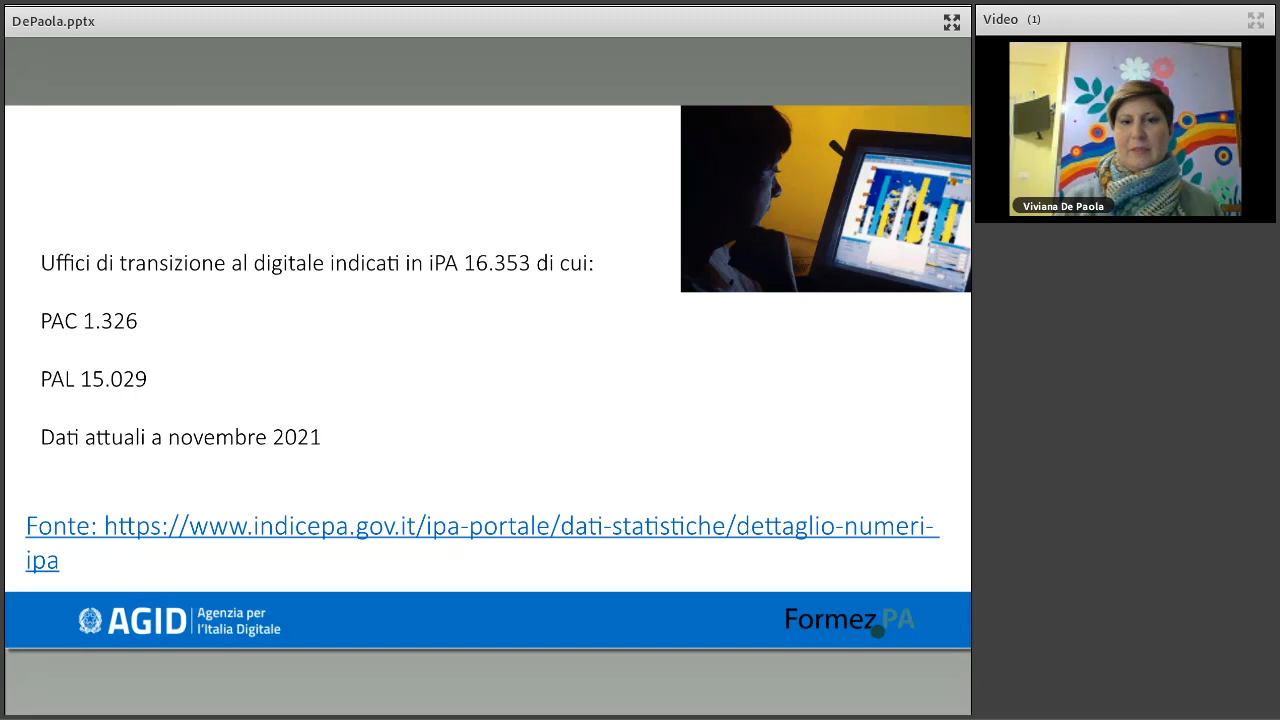 DePaola.pptx
Video (1)
Viviana De Paola
Uffici di transizione al digitale indicati in iPA 16.353 di cui:
PAC 1.326
PAL 15.029
Dati attuali a novembre 2021
Fonte: https://www.indicepa.gov.it/ipa-portale/dati-statistiche/dettaglio-numeri-
ipa
AGID
Agenzia per
l'Italia Digitale
Formez PA